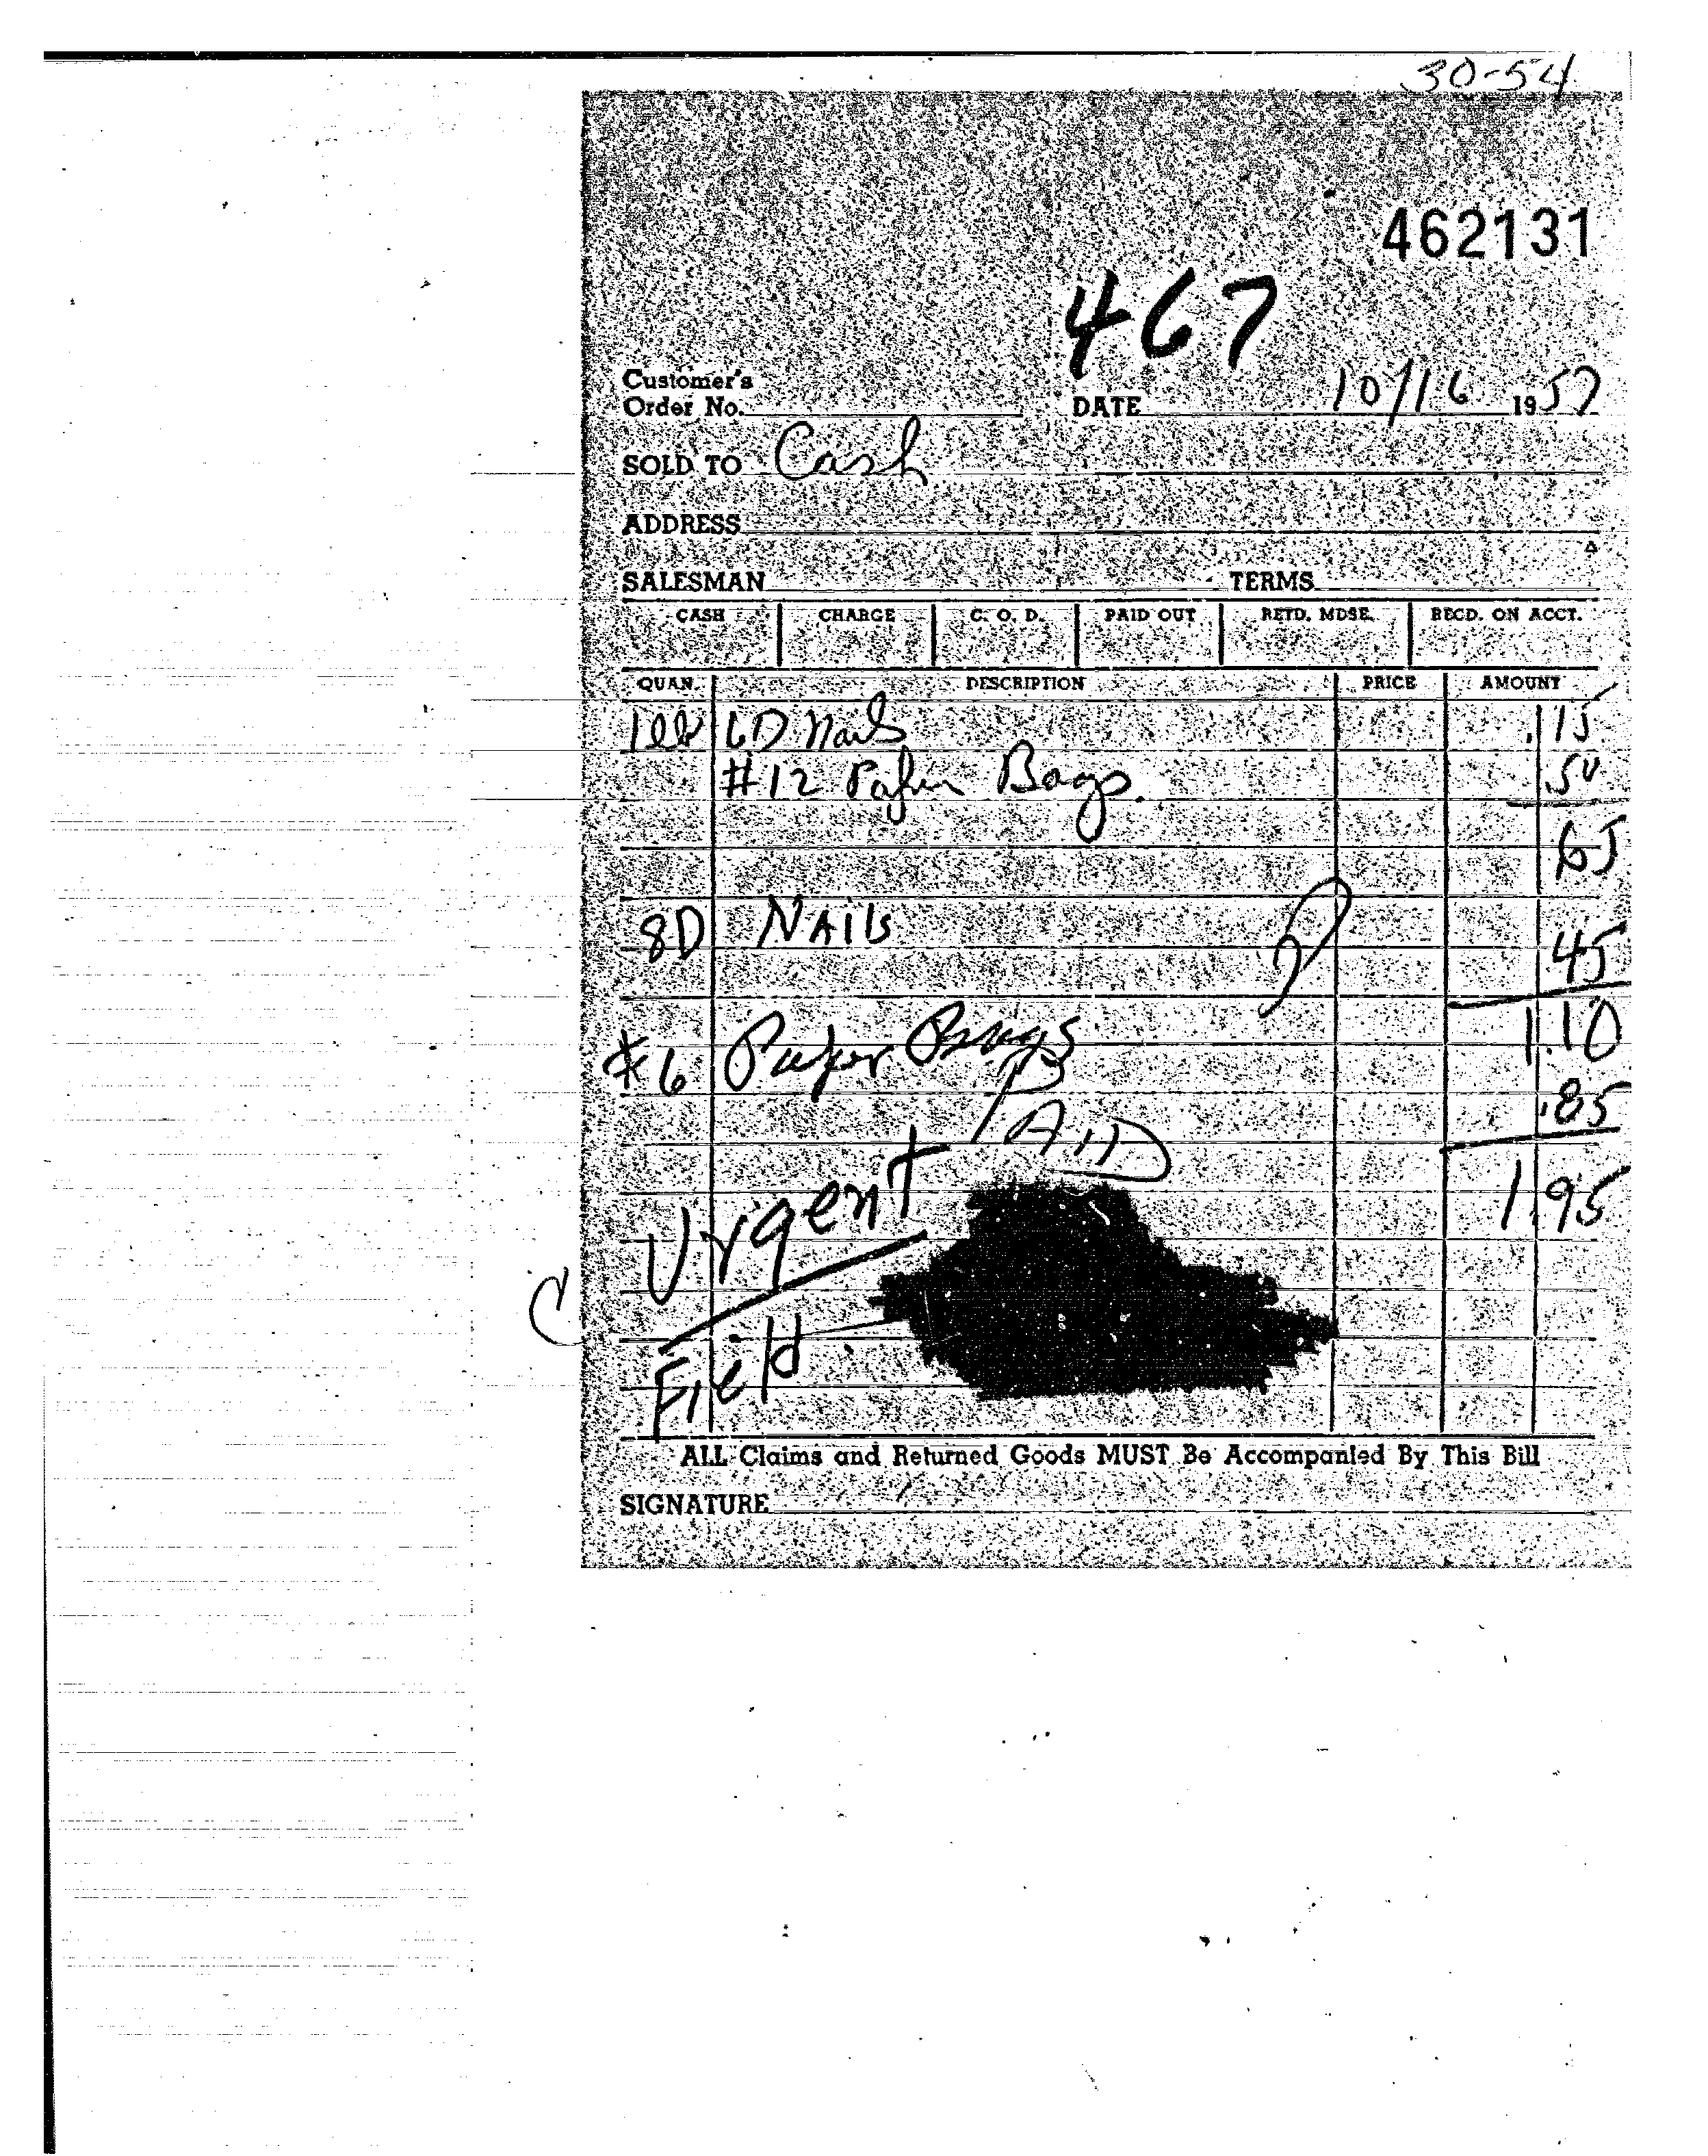 30-54
462131
467
Customer's
Order No. DATE 10/16 1957
SOLD TO Cash
ADDRESS
SALESMAN TERMS
CASH CHARGE C. O. D. PAID OUT RETD. MDSE. RECD. ON ACCT.
QUAN. DESCRIPTION PRICE AMOUNT
1 lb 6D Nails .15
#12 Paper Bags. .50
65
8D NAils 45
1.10
#6 Paper Bags .85
PAID
1.95
Urgent
Field
ALL Claims and Returned Goods MUST Be Accompanied By This Bill
SIGNATURE